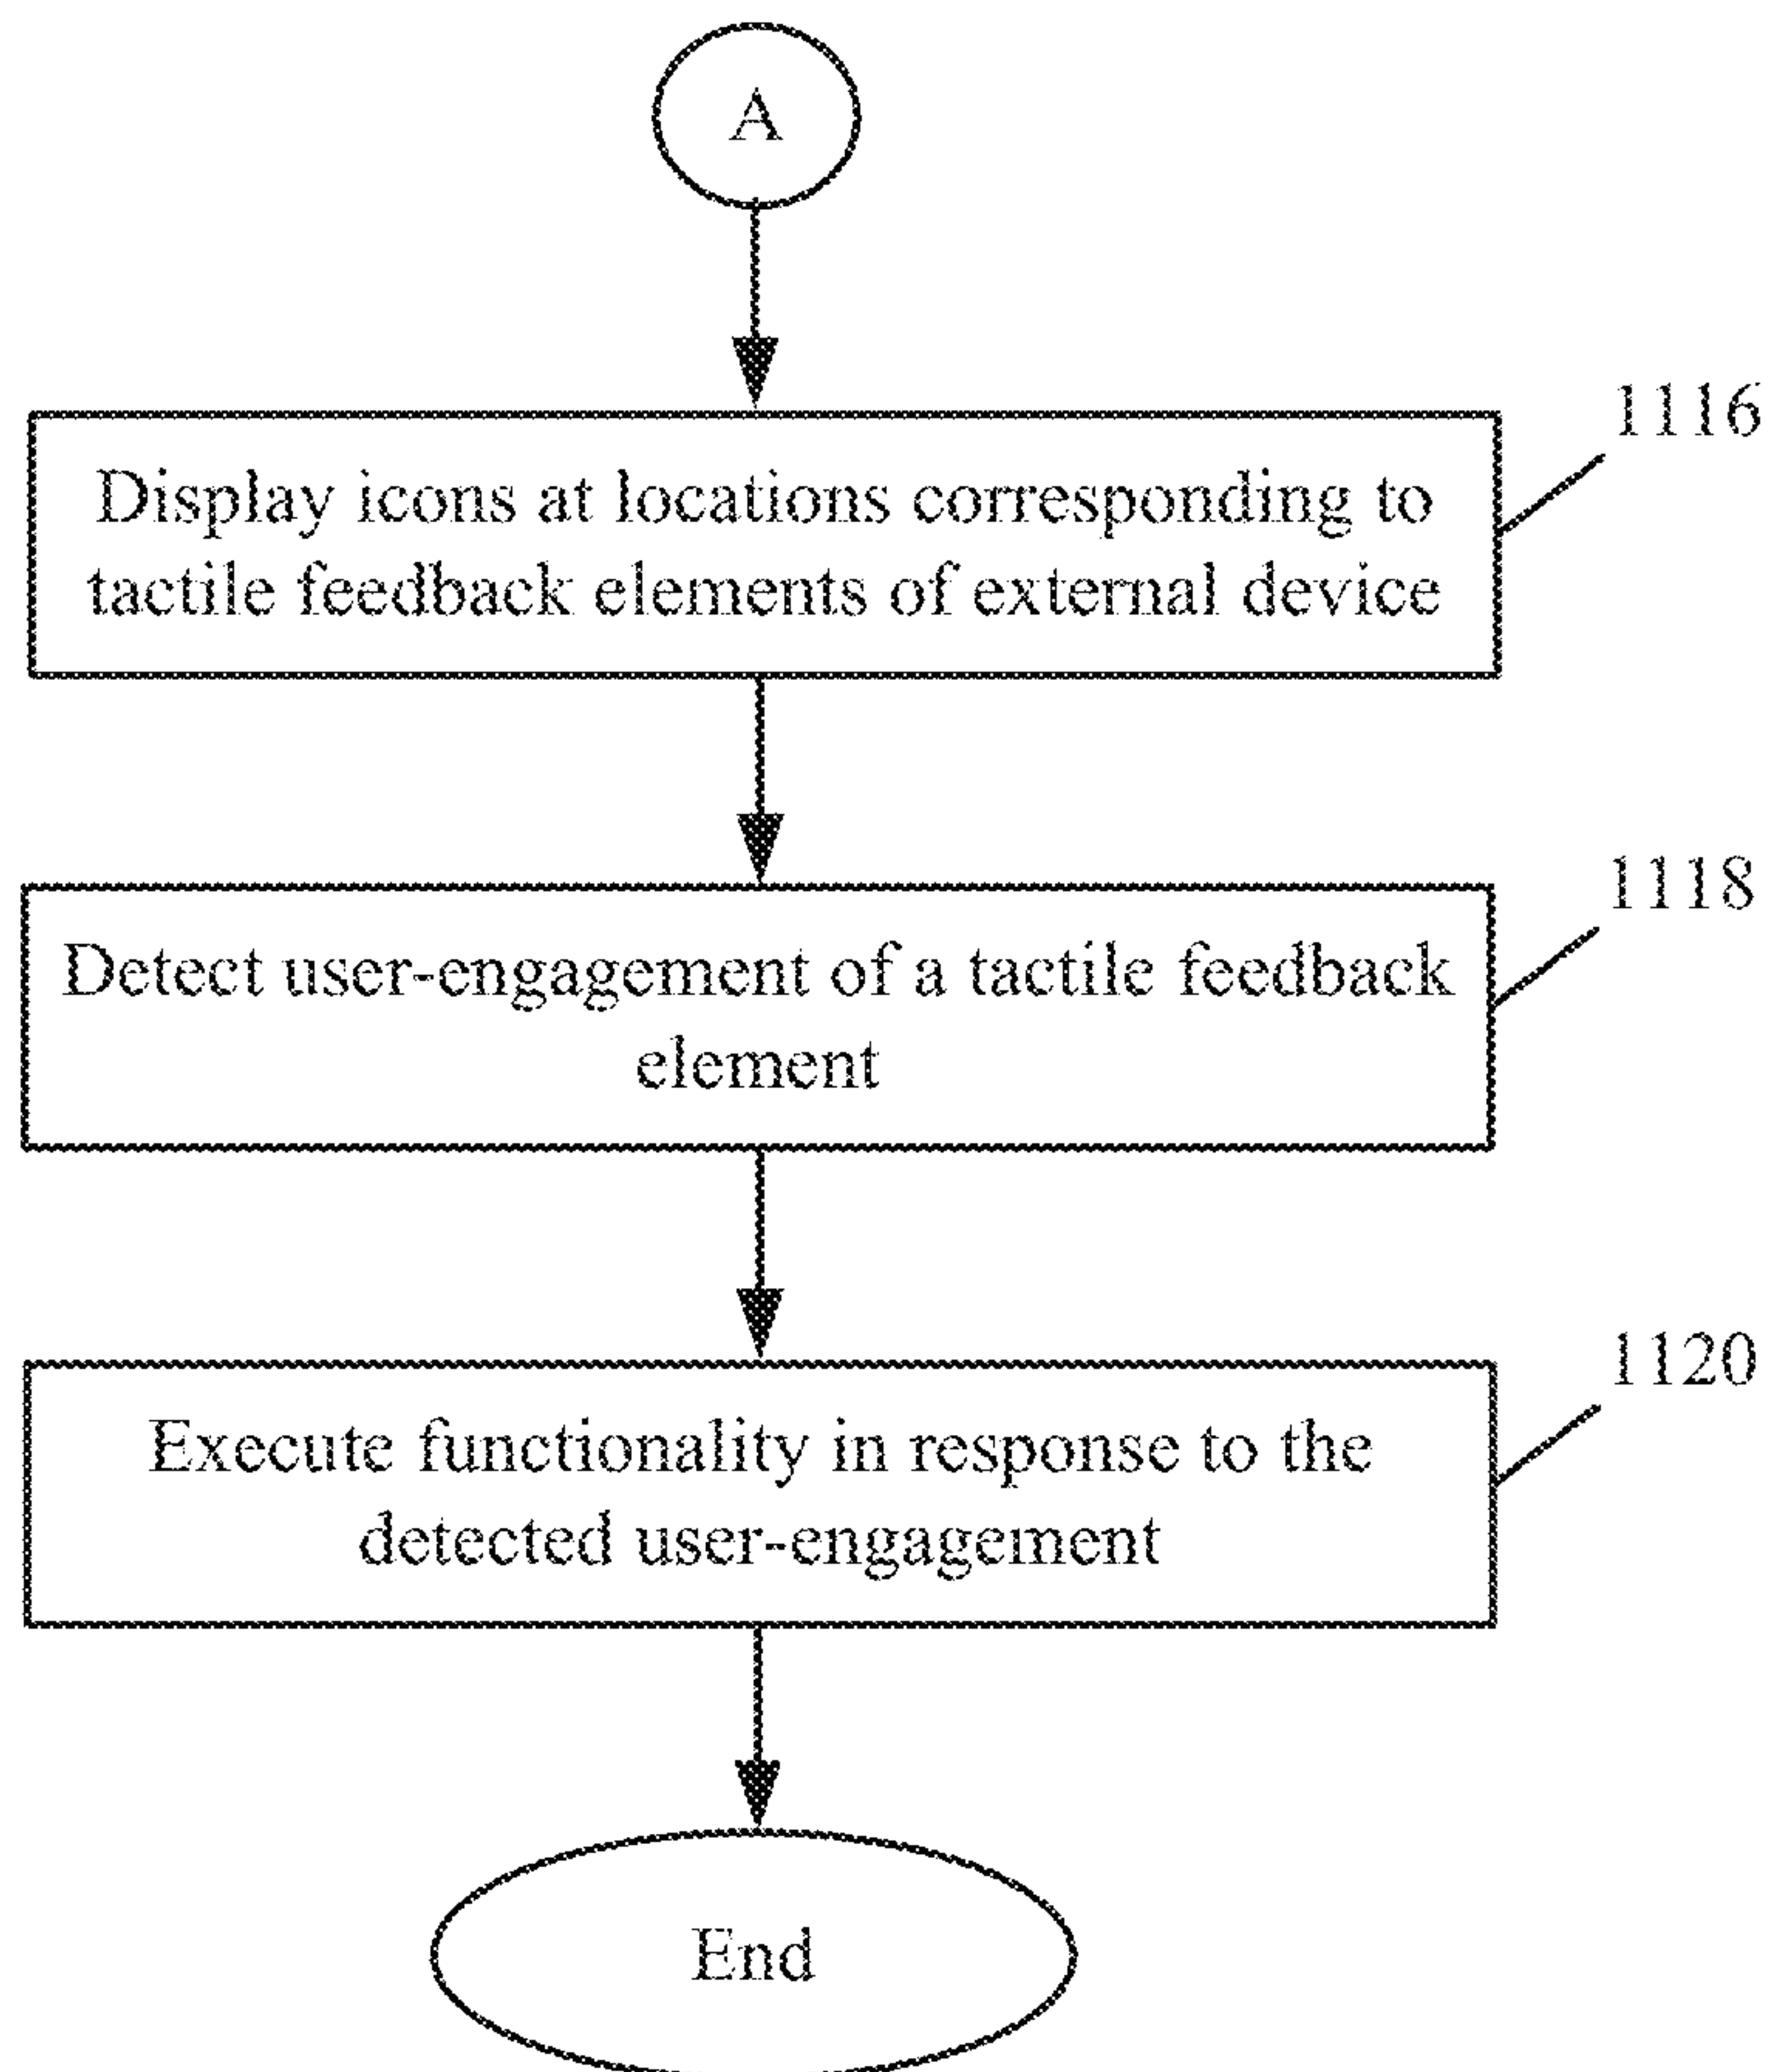 A
1116
Display icons at locations corresponding to
tactile feedback elements of external device
1118
Detect user-engagement of a tactile feedback
element
1120
Execute functionality in response to the
detected user-engagement
End